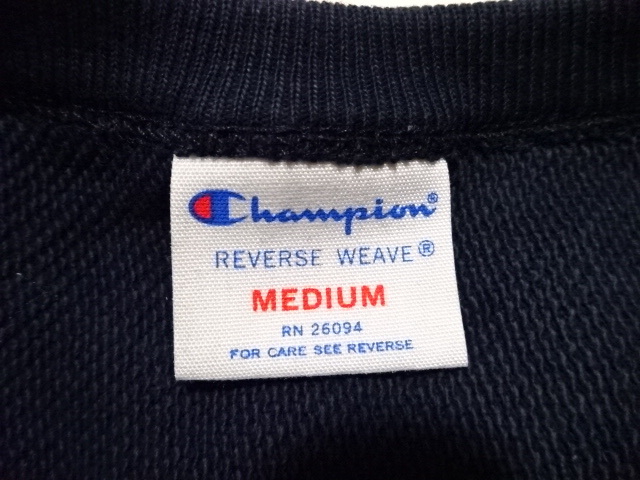 Champion®
REVERSE WEAVE®
MEDIUM
RN 26094
FOR CARE SEE REVERSE